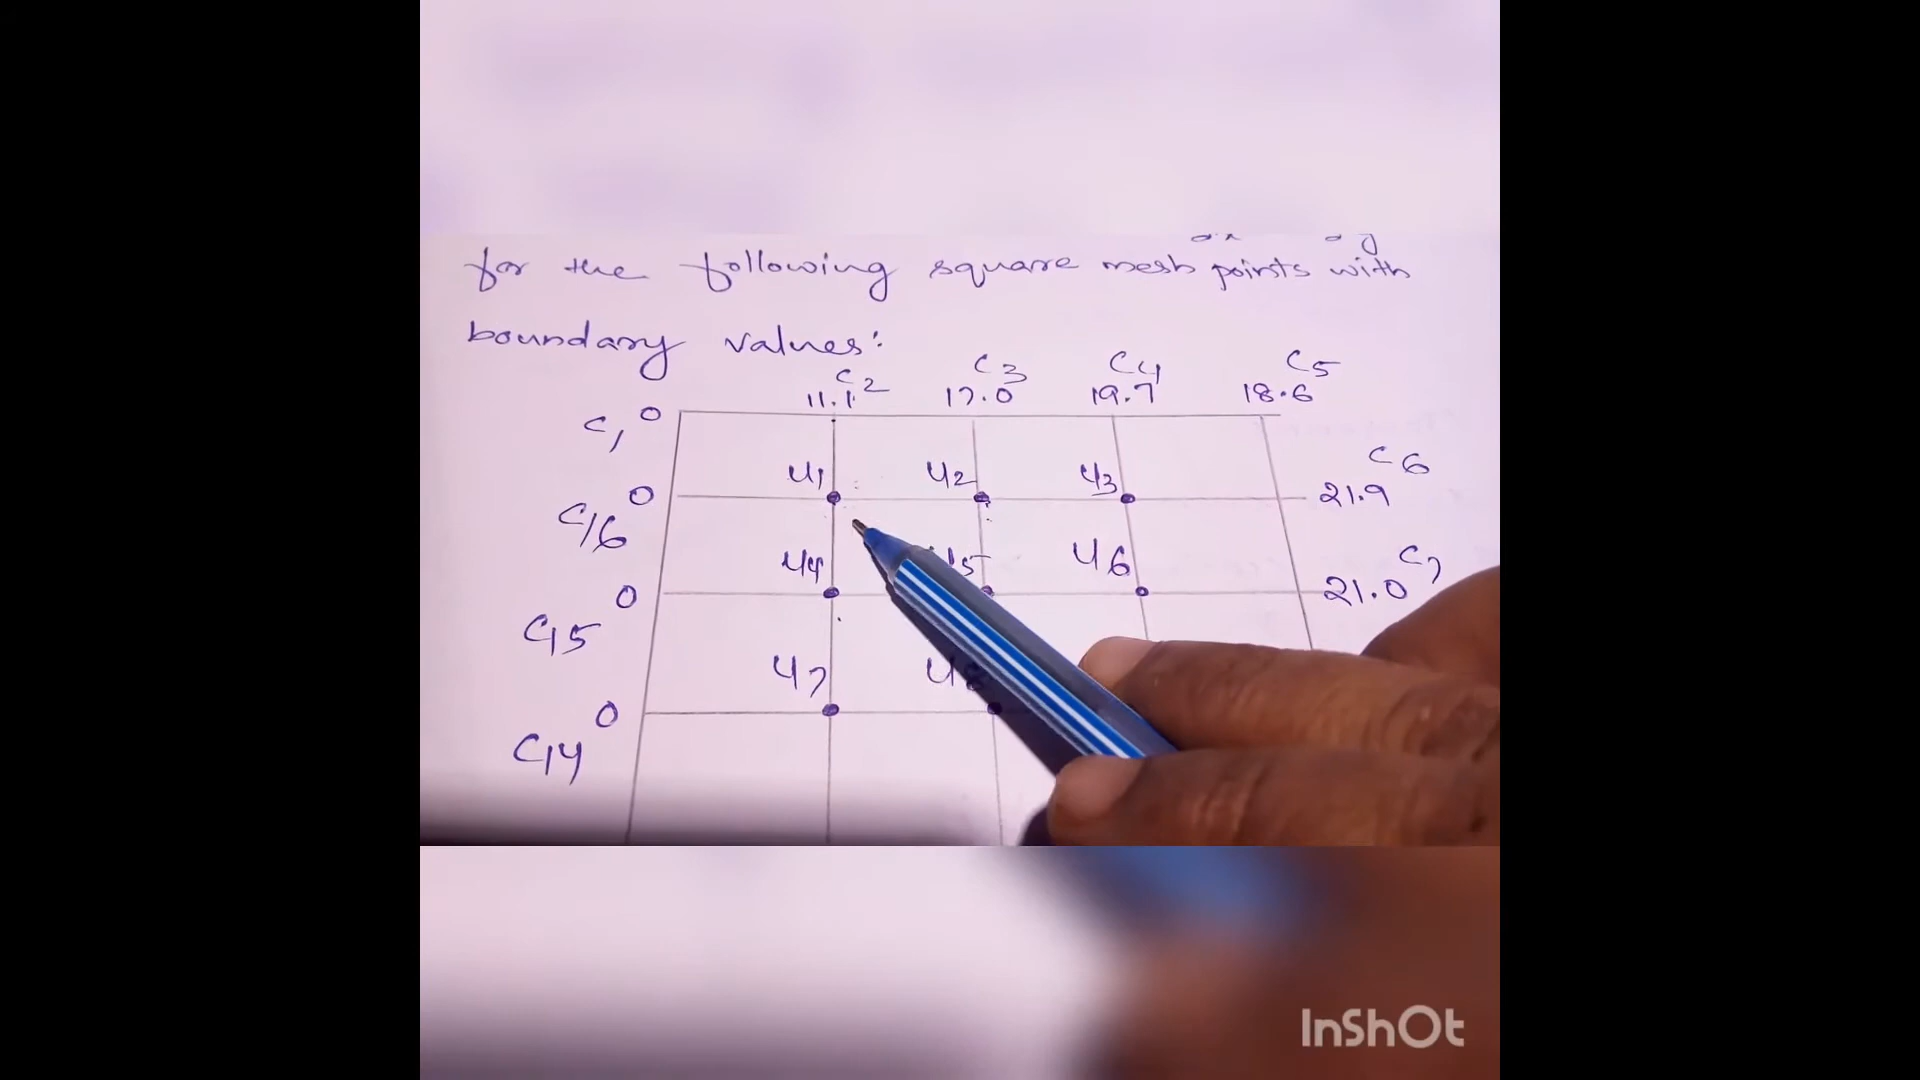 for the following square mesh points with
boundary values:
C2 C3 C4 C5
11.1 17.0 19.7 18.6
C1 0
u1 u2 u3 C6
0 21.9
C16
u4 u5 u6 C7
0 21.0
C15
u7 u8
0
C14
InShOt